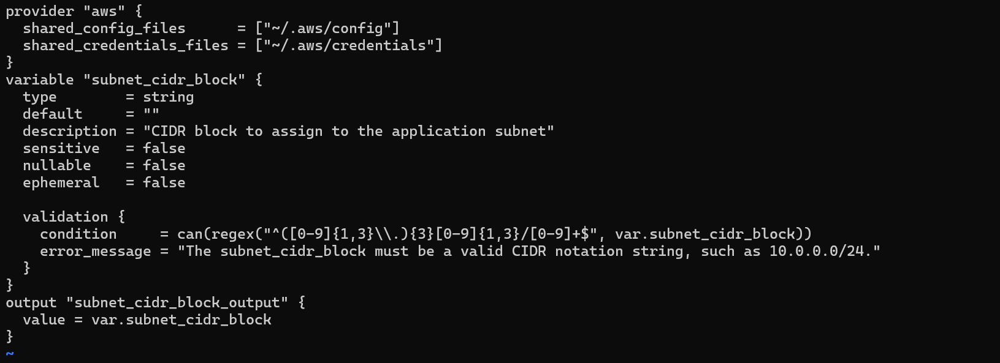 provider "aws" {
  shared_config_files      = ["~/.aws/config"]
  shared_credentials_files = ["~/.aws/credentials"]
}
variable "subnet_cidr_block" {
  type        = string
  default     = ""
  description = "CIDR block to assign to the application subnet"
  sensitive   = false
  nullable    = false
  ephemeral   = false

  validation {
    condition     = can(regex("^([0-9]{1,3}\\.){3}[0-9]{1,3}/[0-9]+$", var.subnet_cidr_block))
    error_message = "The subnet_cidr_block must be a valid CIDR notation string, such as 10.0.0.0/24."
  }
}
output "subnet_cidr_block_output" {
  value = var.subnet_cidr_block
}
~